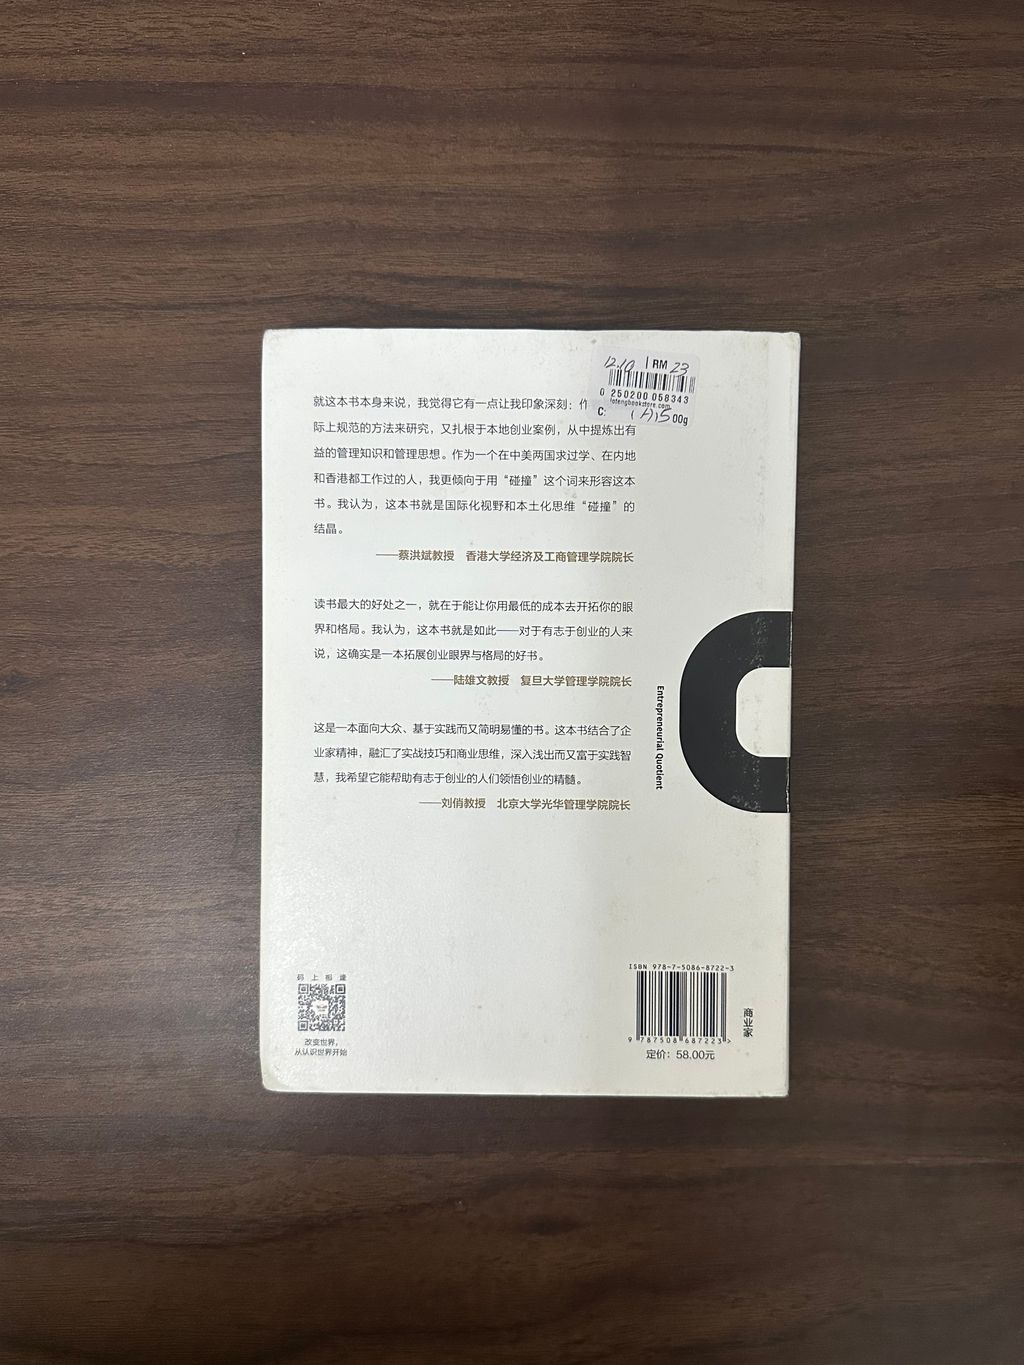 12.10 | RM 23
0 250200 058343
fatengbookstore.com
C: (A)5 00g
就这本书本身来说，我觉得它有一点让我印象深刻：作
际上规范的方法来研究，又扎根于本地创业案例，从中提炼出有
益的管理知识和管理思想。作为一个在中美两国求过学、在内地
和香港都工作过的人，我更倾向于用“碰撞”这个词来形容这本
书。我认为，这本书就是国际化视野和本土化思维“碰撞”的
结晶。
——蔡洪斌教授 香港大学经济及工商管理学院院长
读书最大的好处之一，就在于能让你用最低的成本去开拓你的眼
界和格局。我认为，这本书就是如此——对于有志于创业的人来
说，这确实是一本拓展创业眼界与格局的好书。
——陆雄文教授 复旦大学管理学院院长
这是一本面向大众、基于实践而又简明易懂的书。这本书结合了企
业家精神，融汇了实战技巧和商业思维，深入浅出而又富于实践智
慧，我希望它能帮助有志于创业的人们领悟创业的精髓。
——刘俏教授 北京大学光华管理学院院长
Entrepreneurial Quotient
码上相逢
改变世界，
从认识世界开始
ISBN 978-7-5086-8722-3
9 787508 687223 >
定价：58.00元
商业家